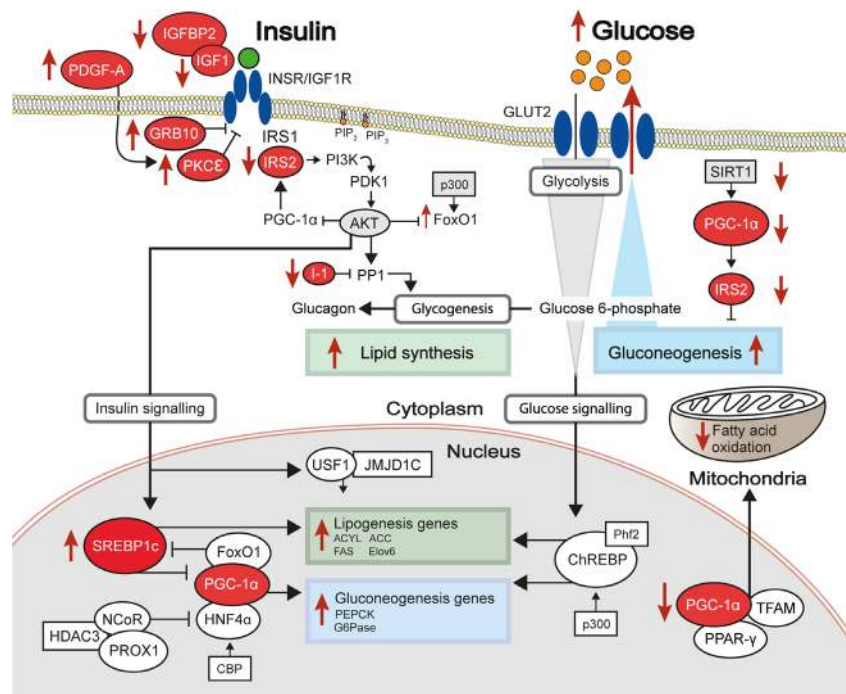 Insulin
Glucose
IGFBP2
IGF1
PDGF-A
INSR/IGF1R
GLUT2
GRB10
PKCƐ
IRS1
IRS2
PIP2
PIP3
PI3K
PDK1
p300
PGC-1α
AKT
FoxO1
I-1
PP1
Glycolysis
SIRT1
PGC-1α
IRS2
Glucagon
Glycogenesis
Glucose 6-phosphate
Lipid synthesis
Gluconeogenesis
Insulin signalling
Cytoplasm
Glucose signalling
Fatty acid
oxidation
Mitochondria
Nucleus
USF1
JMJD1C
SREBP1c
FoxO1
PGC-1α
HNF4α
NCoR
HDAC3
PROX1
CBP
Lipogenesis genes
ACYL ACC
FAS Elov6
Gluconeogenesis genes
PEPCK
G6Pase
Phf2
ChREBP
p300
PGC-1α
TFAM
PPAR-γ